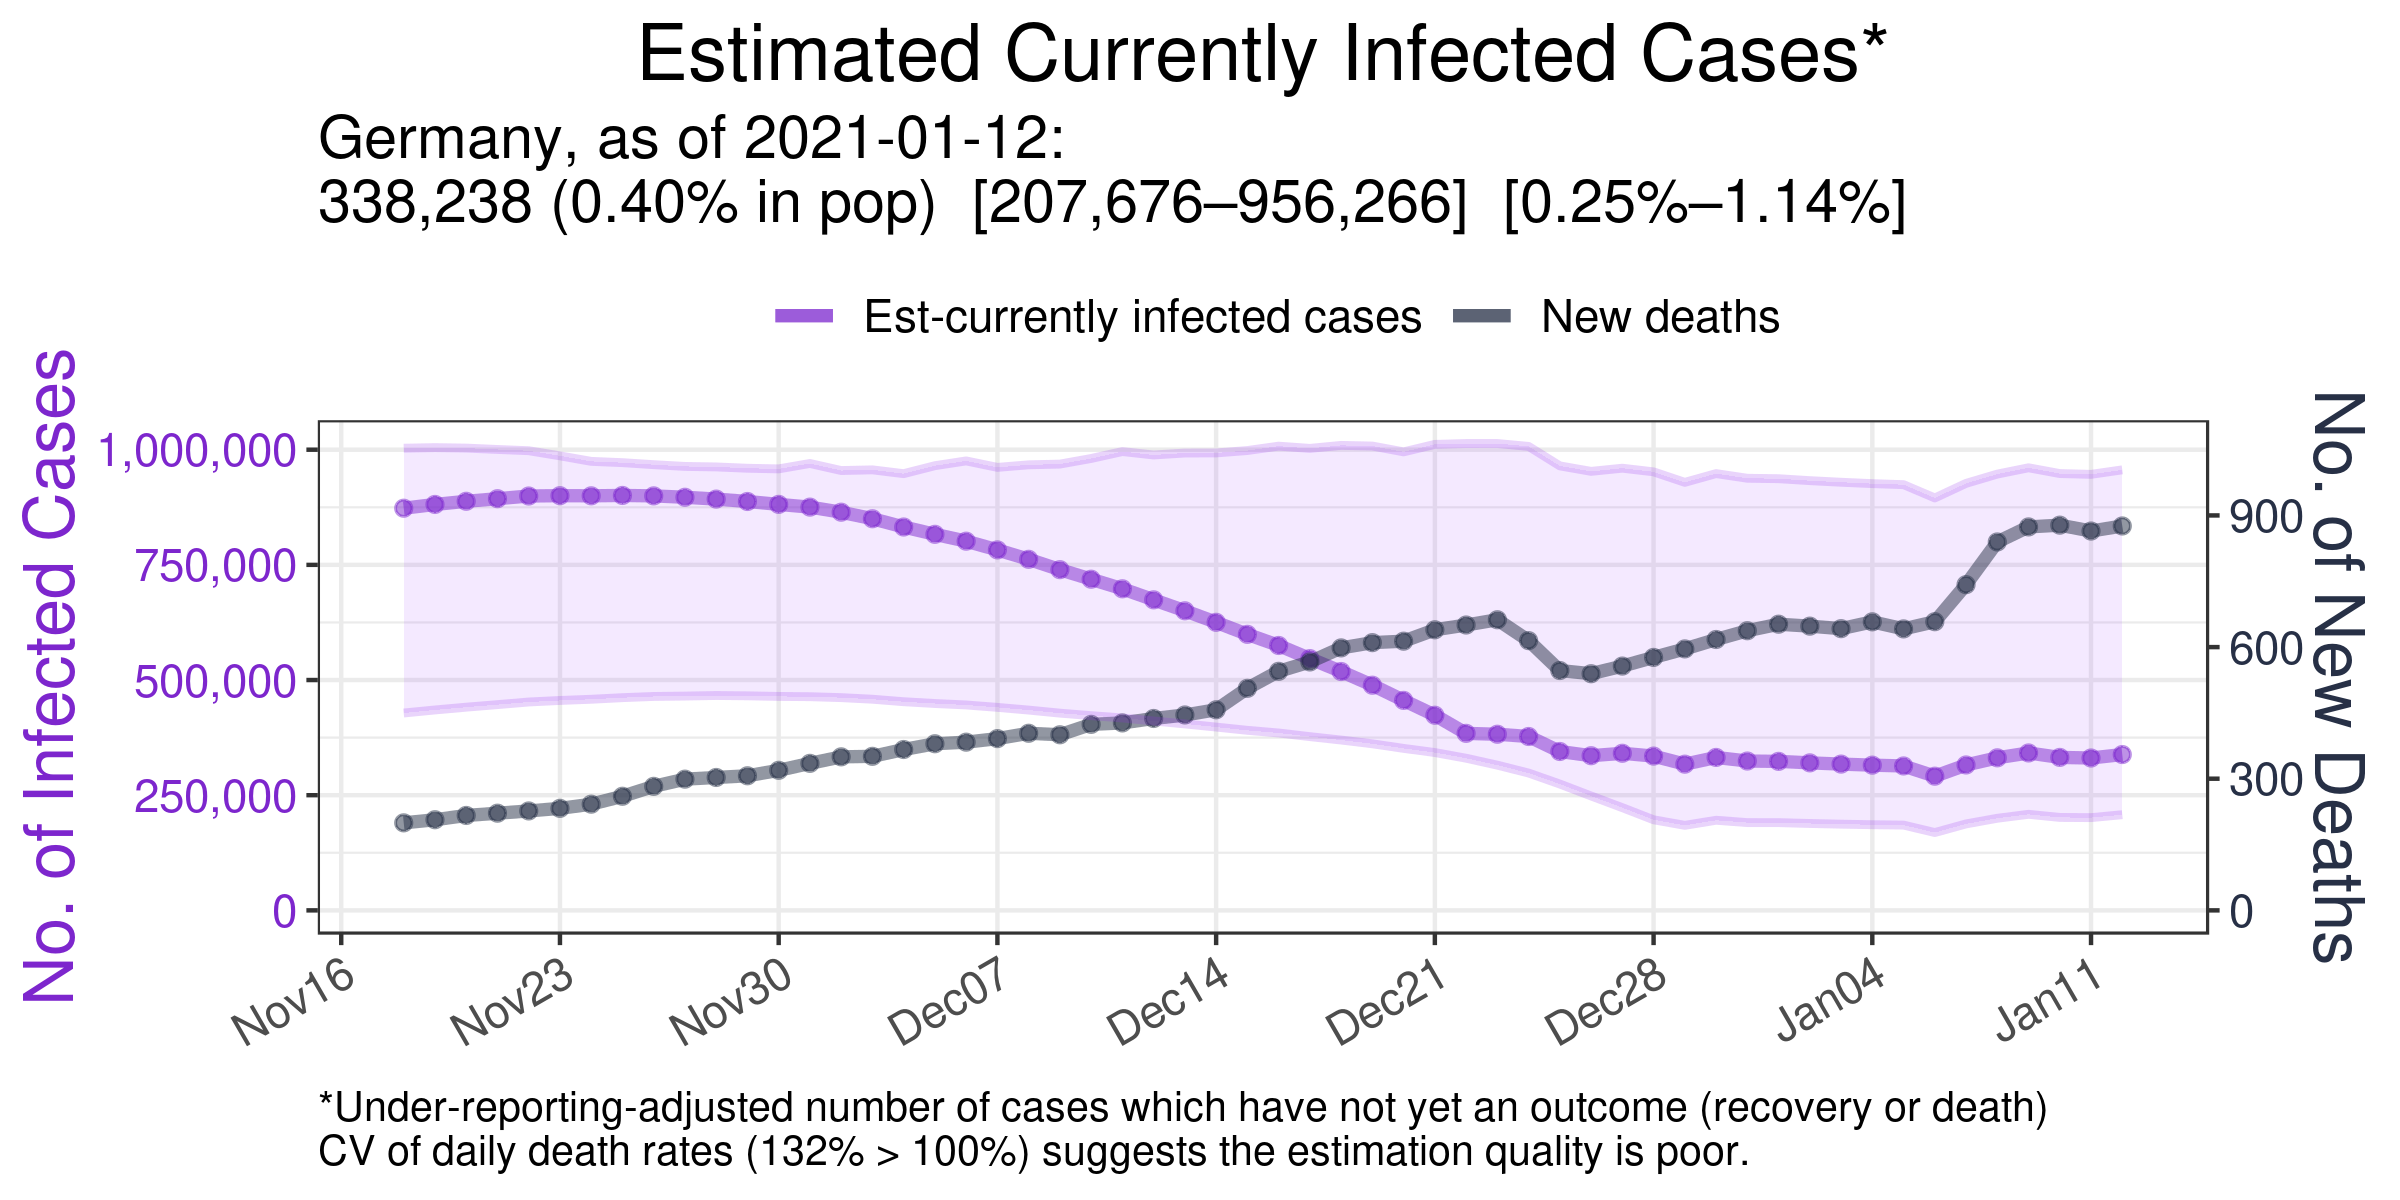 Estimated Currently Infected Cases*
Germany, as of 2021-01-12:
338,238 (0.40% in pop)  [207,676–956,266]  [0.25%–1.14%]
Est-currently infected cases
New deaths
No. of Infected Cases
1,000,000
750,000
500,000
250,000
0
No. of New Deaths
900
600
300
0
Nov16
Nov23
Nov30
Dec07
Dec14
Dec21
Dec28
Jan04
Jan11
*Under-reporting-adjusted number of cases which have not yet an outcome (recovery or death)
CV of daily death rates (132% > 100%) suggests the estimation quality is poor.